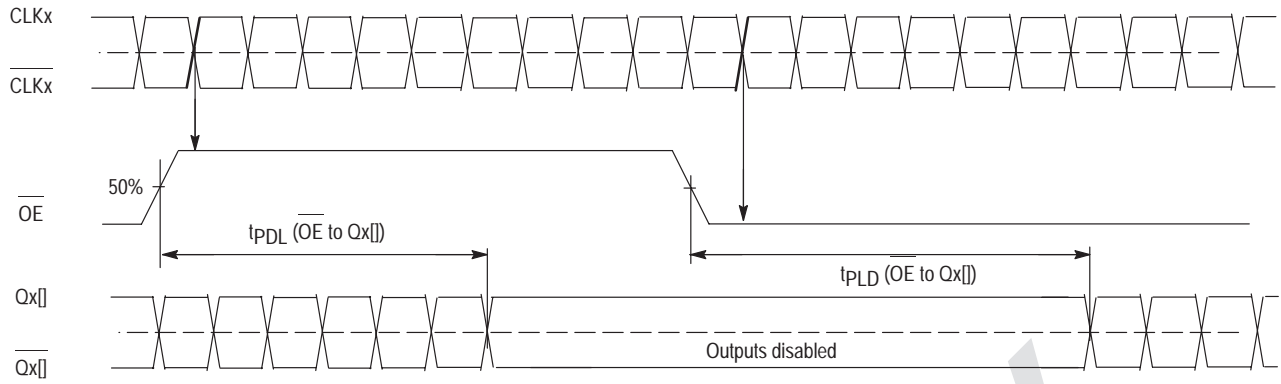 CLKx
CLKx
50%
OE
tPDL (OE to Qx[])
tPLD (OE to Qx[])
Qx[]
Outputs disabled
Qx[]